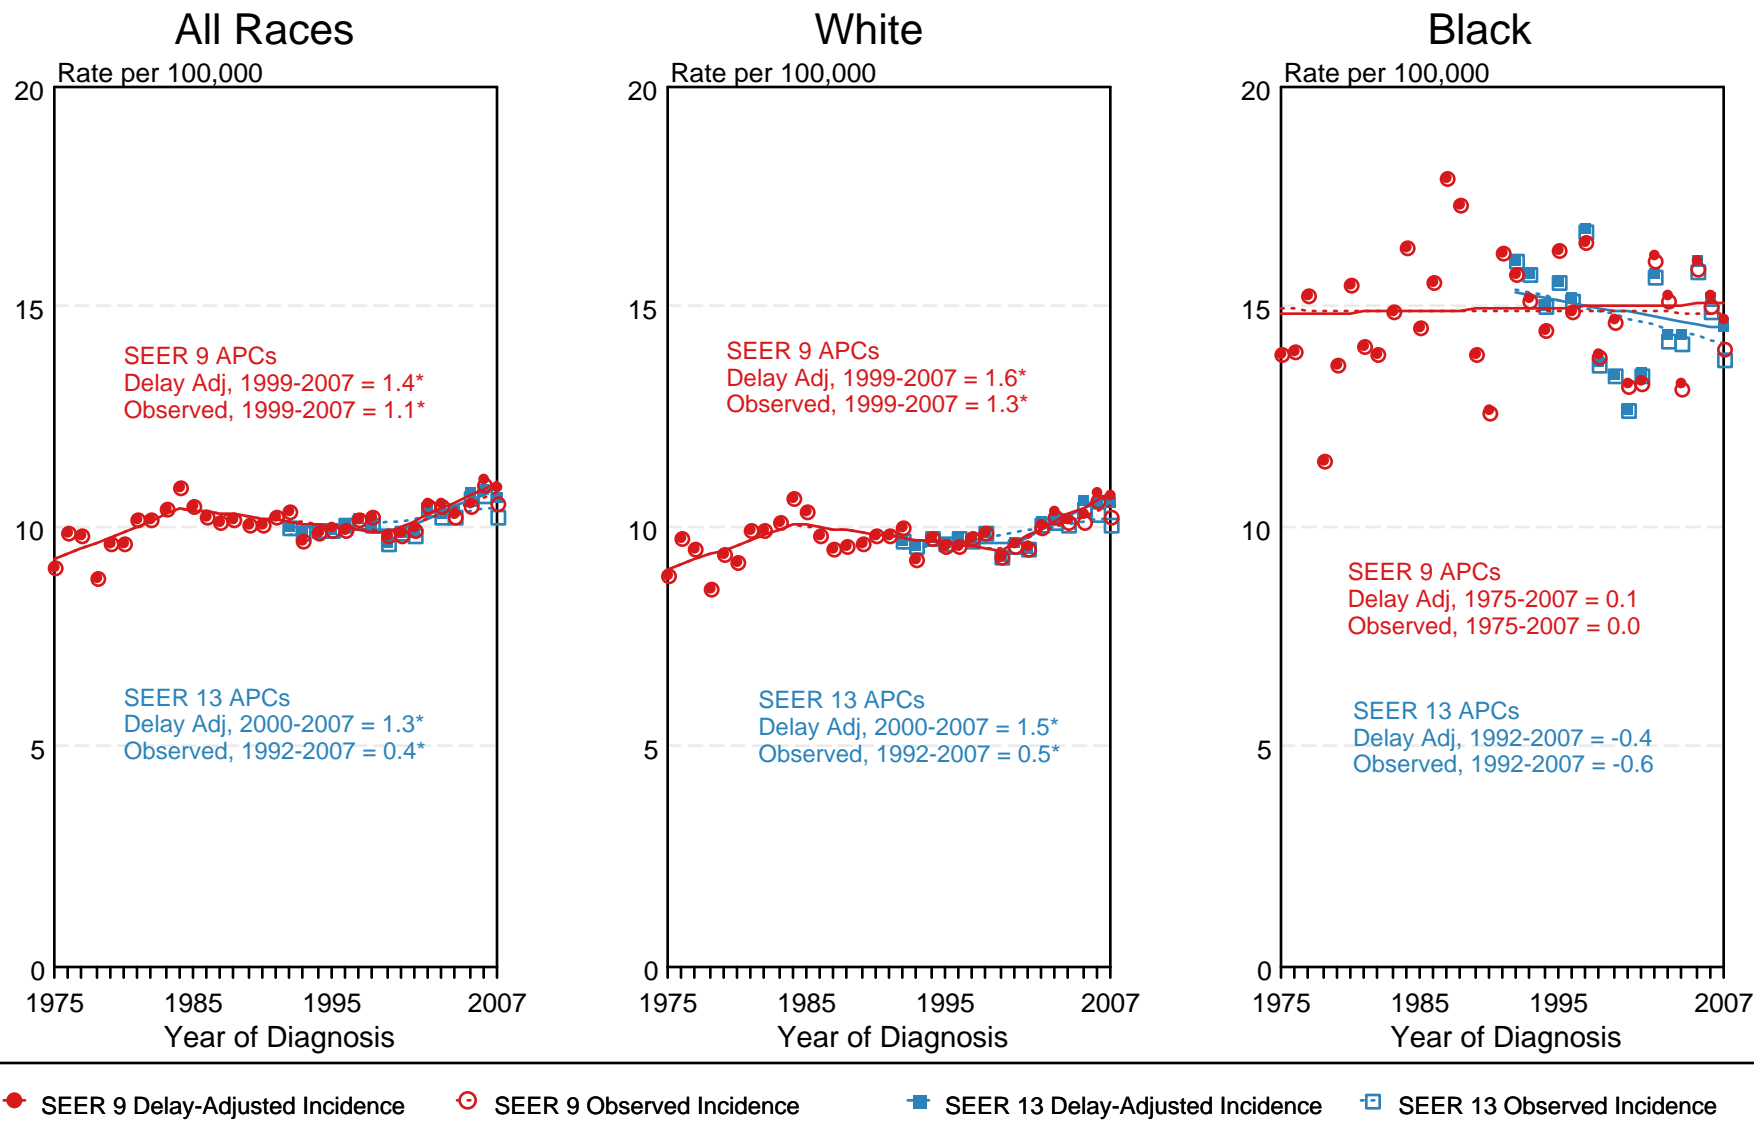 All Races
Rate per 100,000
20
15
10
5
0
SEER 9 APCs
Delay Adj, 1999-2007 = 1.4*
Observed, 1999-2007 = 1.1*
SEER 13 APCs
Delay Adj, 2000-2007 = 1.3*
Observed, 1992-2007 = 0.4*
1975 1985 1995 2007
Year of Diagnosis
White
Rate per 100,000
20
15
10
5
0
SEER 9 APCs
Delay Adj, 1999-2007 = 1.6*
Observed, 1999-2007 = 1.3*
SEER 13 APCs
Delay Adj, 2000-2007 = 1.5*
Observed, 1992-2007 = 0.5*
1975 1985 1995 2007
Year of Diagnosis
Black
Rate per 100,000
20
15
10
5
0
SEER 9 APCs
Delay Adj, 1975-2007 = 0.1
Observed, 1975-2007 = 0.0
SEER 13 APCs
Delay Adj, 1992-2007 = -0.4
Observed, 1992-2007 = -0.6
1975 1985 1995 2007
Year of Diagnosis
SEER 9 Delay-Adjusted Incidence SEER 9 Observed Incidence SEER 13 Delay-Adjusted Incidence SEER 13 Observed Incidence